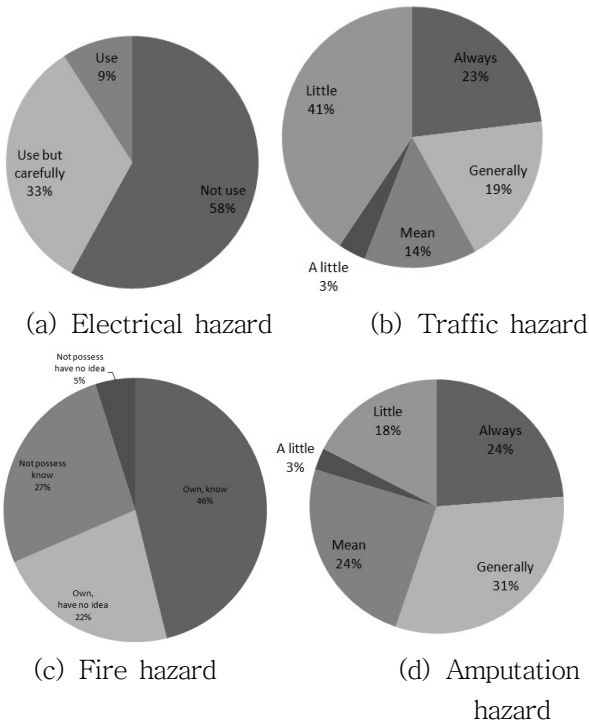 Use
9%
Use but
carefully
33%
Not use
58%
(a) Electrical hazard
Always
23%
Generally
19%
Mean
14%
A little
3%
Little
41%
(b) Traffic hazard
Not possess
have no idea
5%
Not possess
know
27%
Own, know
46%
Own,
have no idea
22%
(c) Fire hazard
Little
18%
Always
24%
A little
3%
Mean
24%
Generally
31%
(d) Amputation
hazard